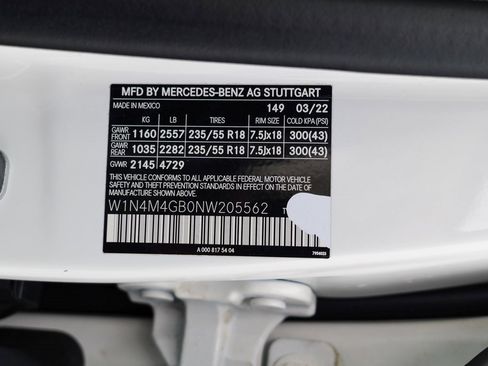 MFD BY MERCEDES-BENZ AG STUTTGART
MADE IN MEXICO 149 03/22
KG LB TIRES RIM SIZE COLD KPA(PSI)
GAWR FRONT 1160 2557 235/55 R18 7.5Jx18 300(43)
GAWR REAR 1035 2282 235/55 R18 7.5Jx18 300(43)
GVWR 2145 4729
THIS VEHICLE CONFORMS TO ALL APPLICABLE FEDERAL MOTOR VEHICLE
SAFETY AND THEFT PREVENTION STANDARDS IN EFFECT ON THE DATE OF
MANUFACTURE SHOWN ABOVE.
W1N4M4GB0NW205562
A 000 817 54 04